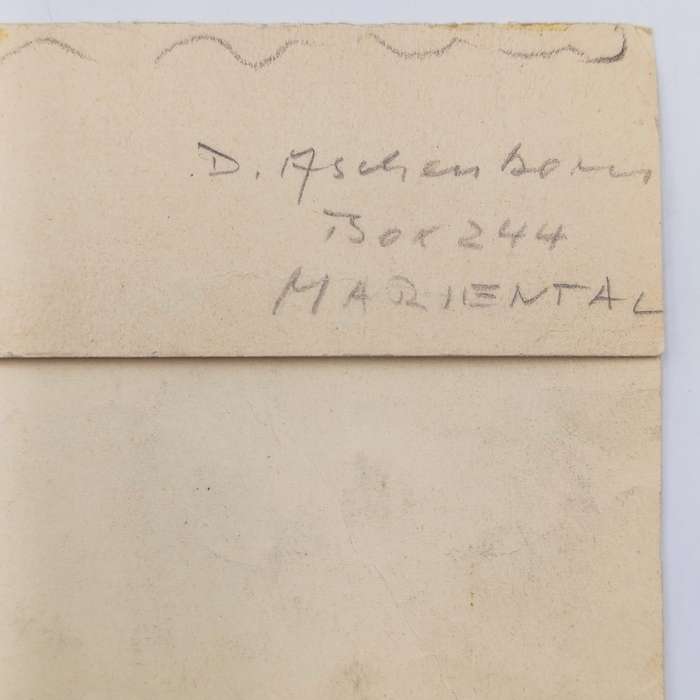 D. Aschenborn
Box 244
MARIENTAL